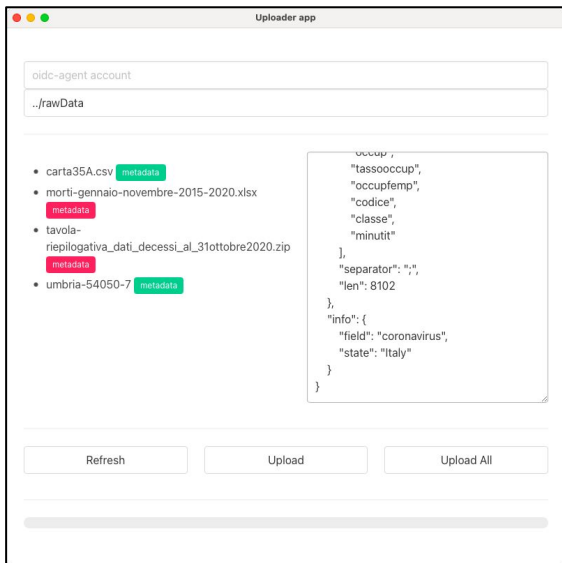 Uploader app
oidc-agent account
../rawData
carta35A.csv metadata
morti-gennaio-novembre-2015-2020.xlsx
metadata
tavola-
riepilogativa_dati_decessi_al_31ottobre2020.zip
metadata
umbria-54050-7 metadata
"occup",
"tassooccup",
"occupfemp",
"codice",
"classe",
"minutit"
],
"separator": ";",
"len": 8102
},
"info": {
"field": "coronavirus",
"state": "Italy"
}
}
Refresh
Upload
Upload All